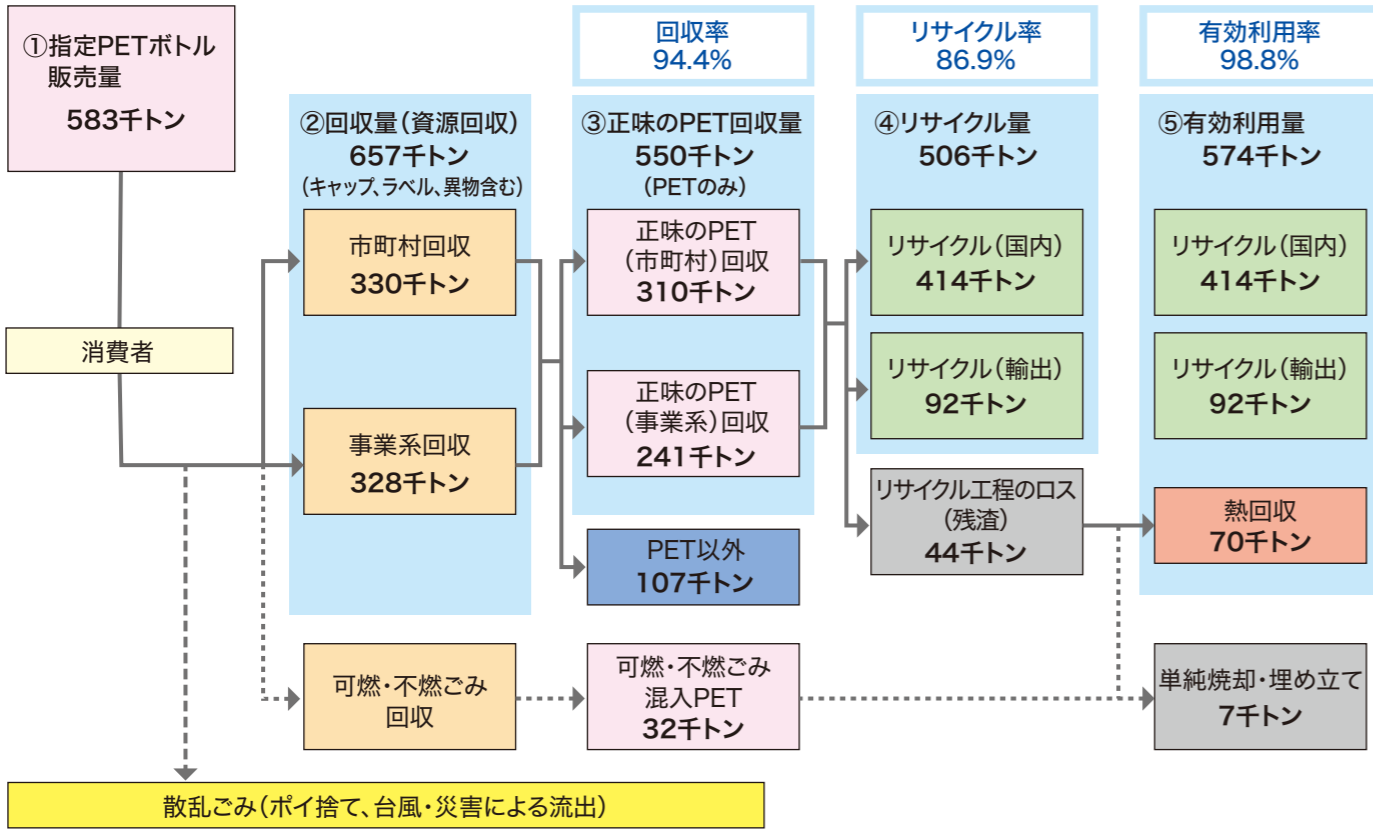 ①指定PETボトル
販売量
583千トン
回収率
94.4%
リサイクル率
86.9%
有効利用率
98.8%
②回収量（資源回収）
657千トン
（キャップ、ラベル、異物含む）
③正味のPET回収量
550千トン
（PETのみ）
④リサイクル量
506千トン
⑤有効利用量
574千トン
市町村回収
330千トン
正味のPET
（市町村）回収
310千トン
リサイクル（国内）
414千トン
リサイクル（国内）
414千トン
消費者
事業系回収
328千トン
正味のPET
（事業系）回収
241千トン
リサイクル（輸出）
92千トン
リサイクル（輸出）
92千トン
リサイクル工程のロス
（残渣）
44千トン
熱回収
70千トン
PET以外
107千トン
可燃・不燃ごみ
回収
可燃・不燃ごみ
混入PET
32千トン
単純焼却・埋め立て
7千トン
散乱ごみ（ポイ捨て、台風・災害による流出）